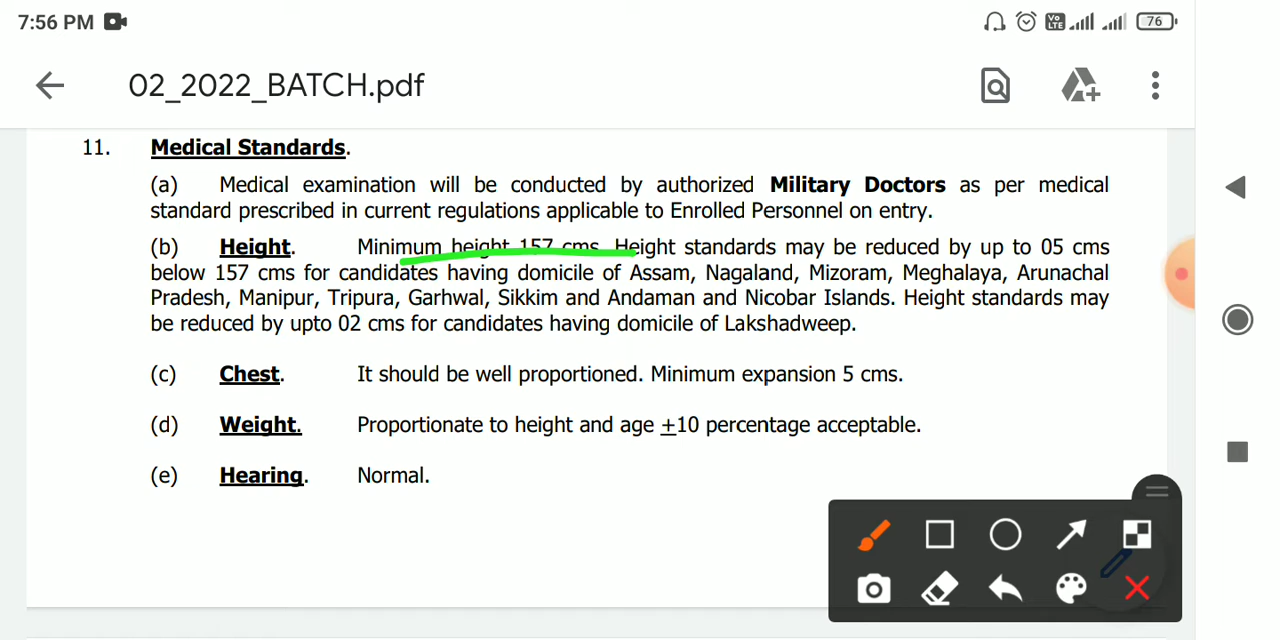 7:56 PM
Vo LTE
76
02_2022_BATCH.pdf
11. Medical Standards.
(a) Medical examination will be conducted by authorized Military Doctors as per medical
standard prescribed in current regulations applicable to Enrolled Personnel on entry.
(b) Height. Minimum height 157 cms. Height standards may be reduced by up to 05 cms
below 157 cms for candidates having domicile of Assam, Nagaland, Mizoram, Meghalaya, Arunachal
Pradesh, Manipur, Tripura, Garhwal, Sikkim and Andaman and Nicobar Islands. Height standards may
be reduced by upto 02 cms for candidates having domicile of Lakshadweep.
(c) Chest. It should be well proportioned. Minimum expansion 5 cms.
(d) Weight. Proportionate to height and age ±10 percentage acceptable.
(e) Hearing. Normal.